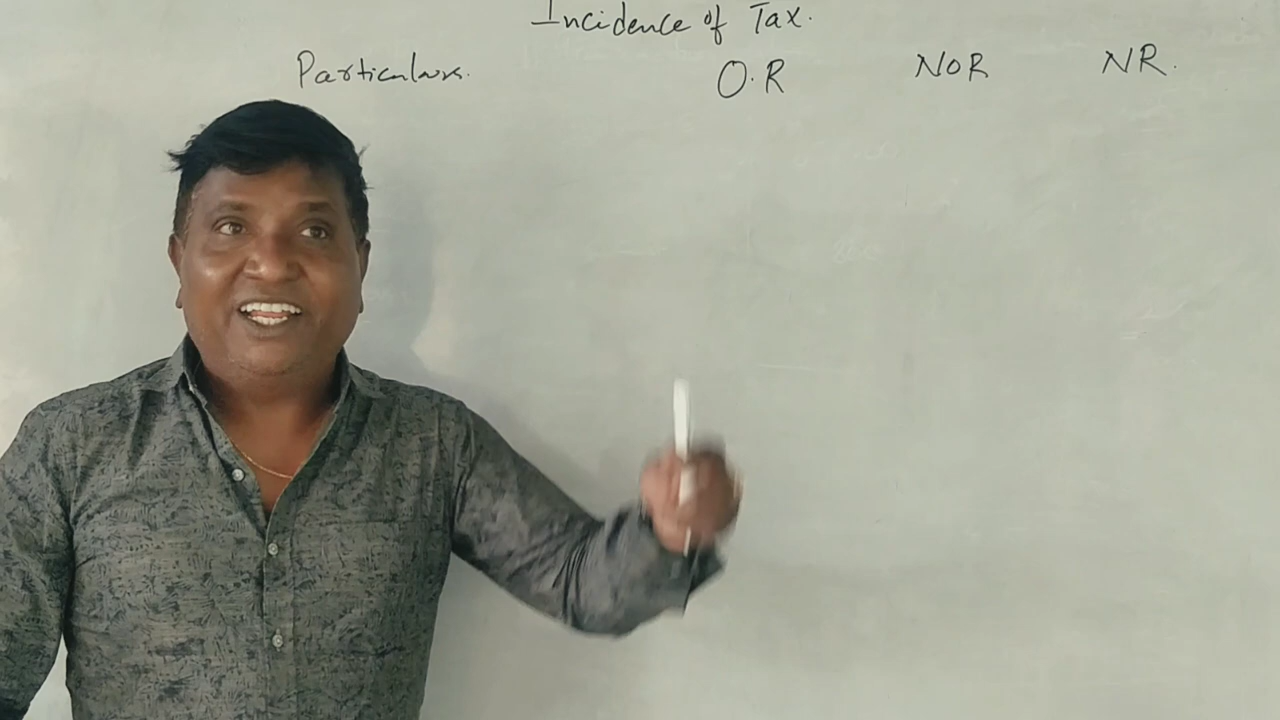 Incidence of Tax.
Particulars. O.R NOR NR.